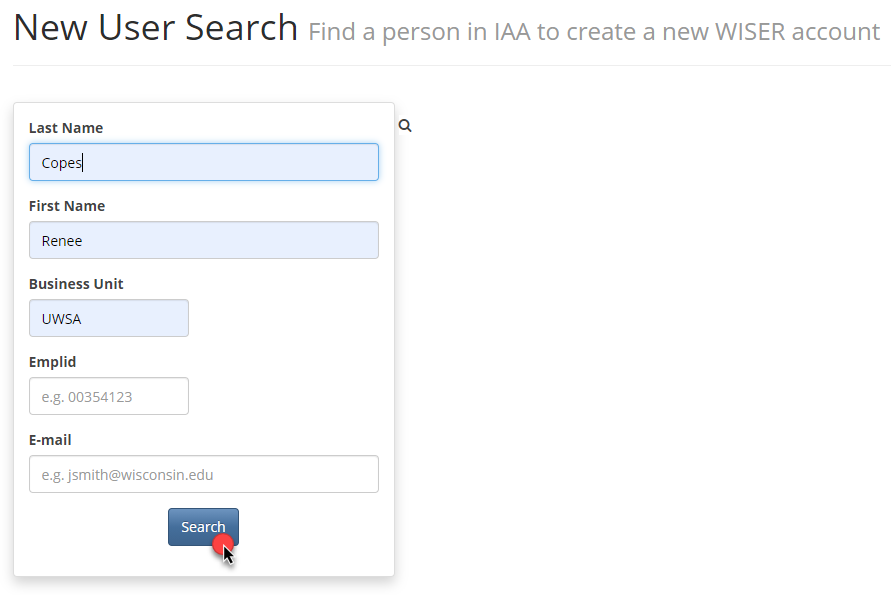 New User Search Find a person in IAA to create a new WISER account
Last Name
Copes
First Name
Renee
Business Unit
UWSA
Emplid
e.g. 00354123
E-mail
e.g. jsmith@wisconsin.edu
Search